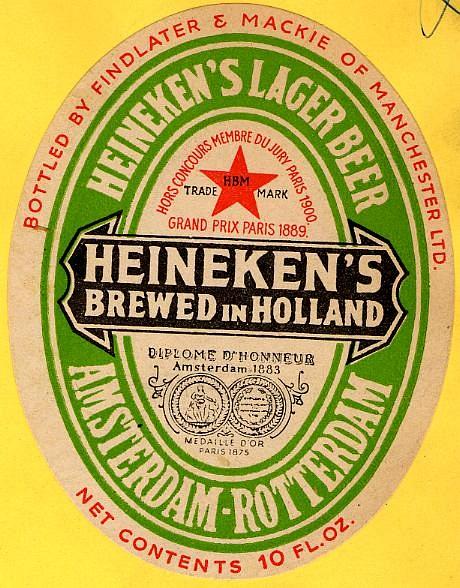 BOTTLED BY FINDLATER & MACKIE OF MANCHESTER LTD.
HEINEKEN'S LAGER BEER
HORS CONCOURS MEMBRE DU JURY PARIS 1900
TRADE HBM MARK
GRAND PRIX PARIS 1889.
HEINEKEN'S
BREWED IN HOLLAND
DIPLOME D'HONNEUR
Amsterdam 1883
MEDAILLE D'OR
PARIS 1875
AMSTERDAM-ROTTERDAM
NET CONTENTS 10 FL.OZ.